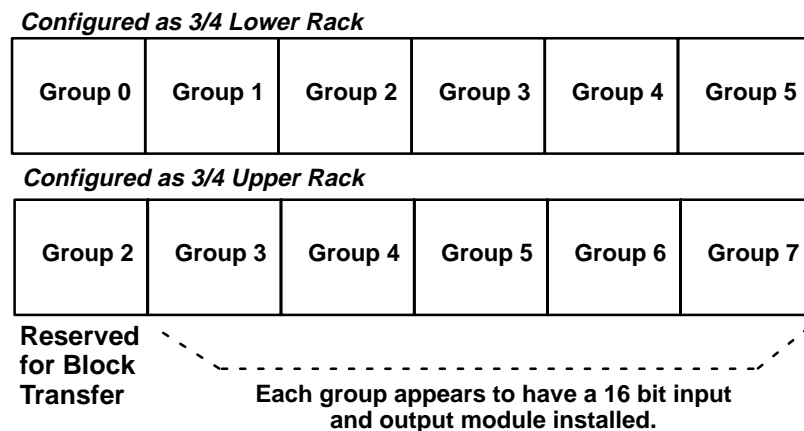 Configured as 3/4 Lower Rack
Group 0 Group 1 Group 2 Group 3 Group 4 Group 5
Configured as 3/4 Upper Rack
Group 2 Group 3 Group 4 Group 5 Group 6 Group 7
Reserved
for Block
Transfer
Each group appears to have a 16 bit input
and output module installed.